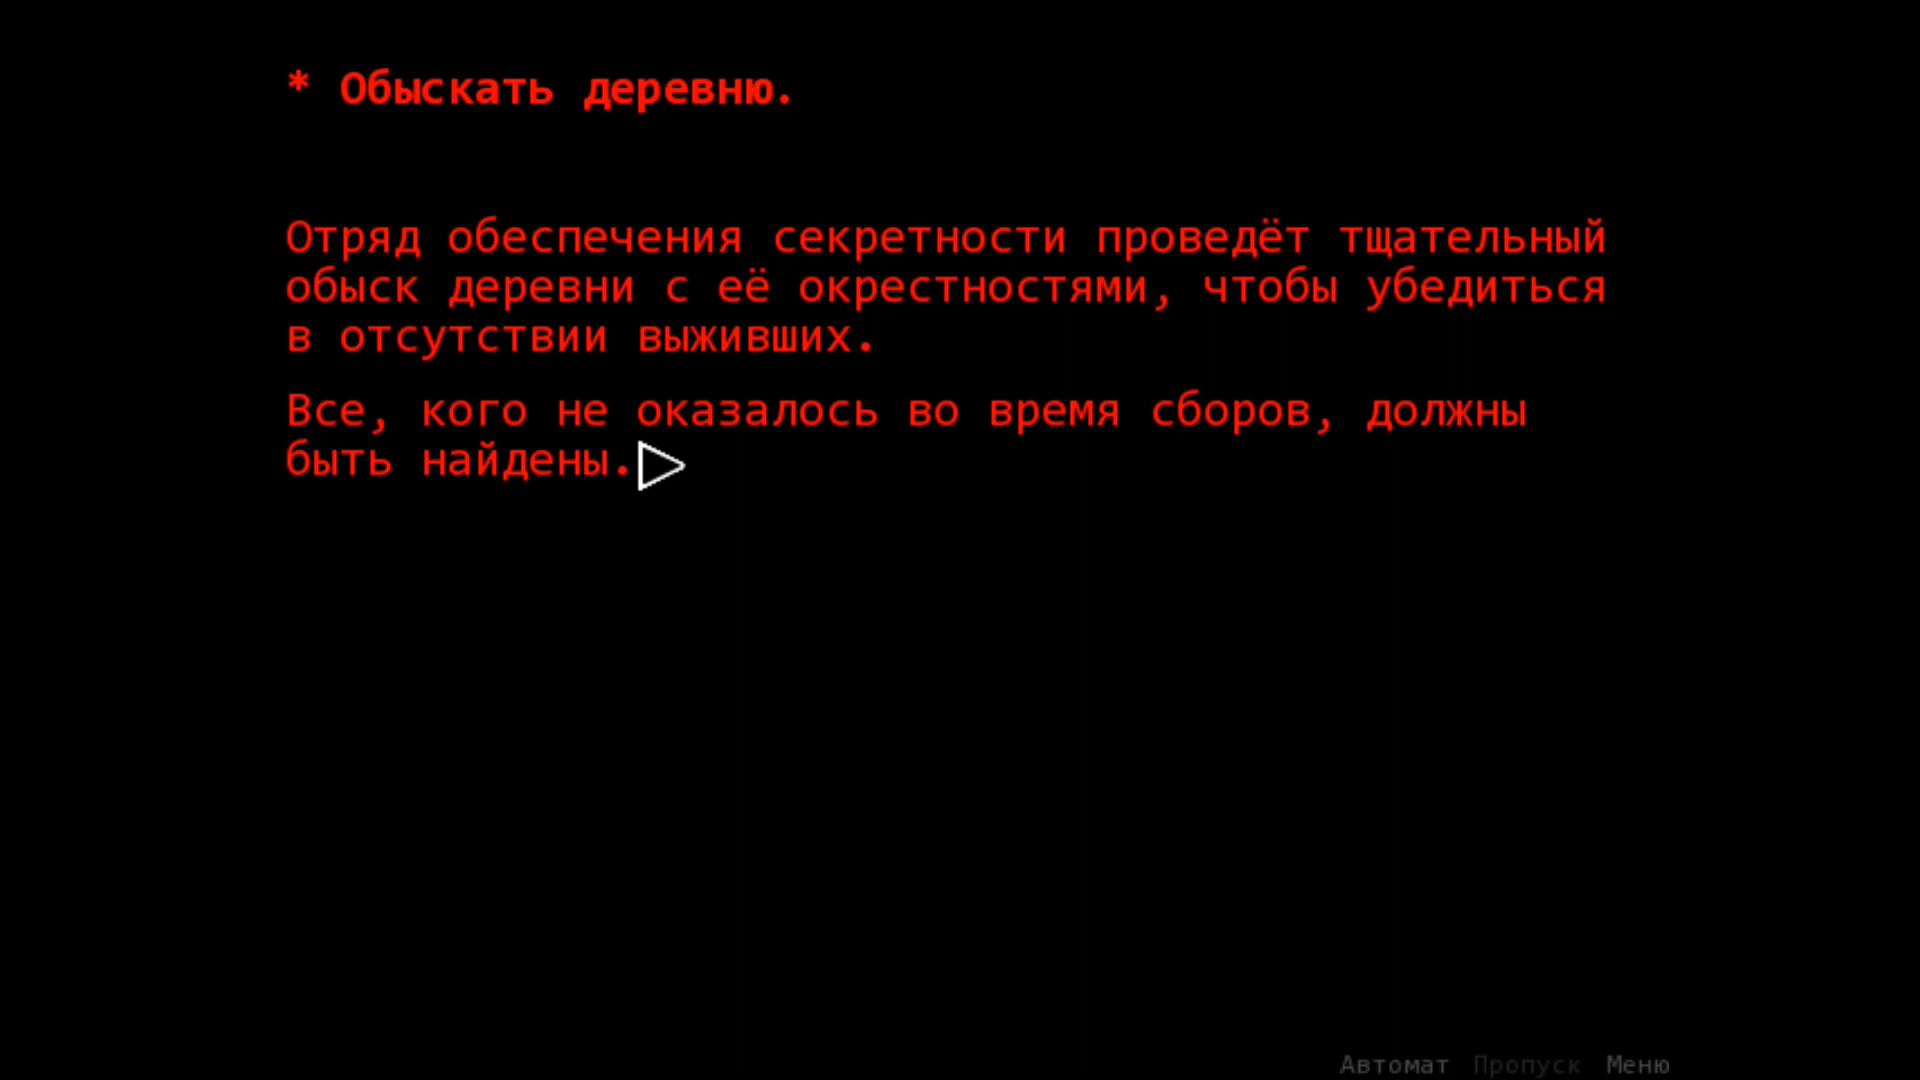 * Обыскать деревню.
Отряд обеспечения секретности проведёт тщательный
обыск деревни с её окрестностями, чтобы убедиться
в отсутствии выживших.
Все, кого не оказалось во время сборов, должны
быть найдены.
Автомат Пропуск Меню